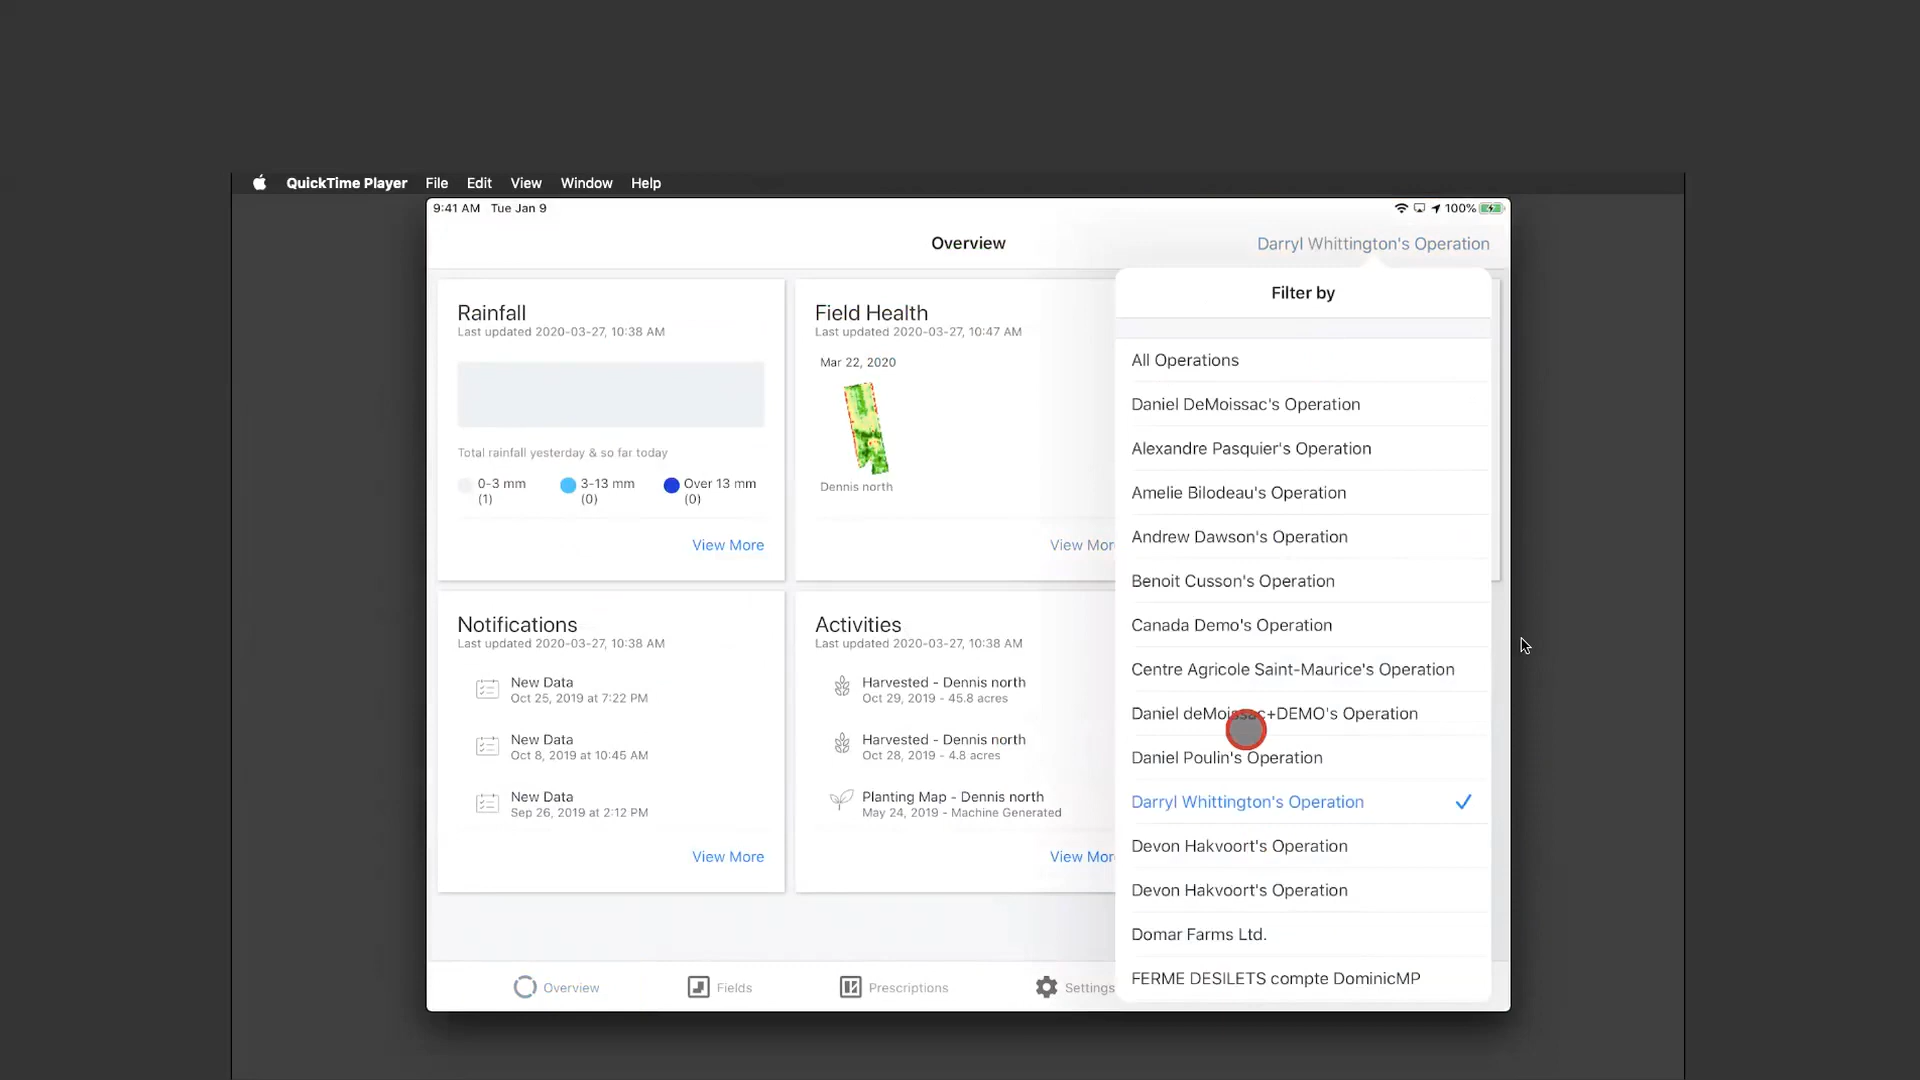 QuickTime Player File Edit View Window Help
9:41 AM Tue Jan 9
100%
Overview
Darryl Whittington's Operation
Rainfall
Last updated 2020-03-27, 10:38 AM
Total rainfall yesterday & so far today
0-3 mm
(1)
3-13 mm
(0)
Over 13 mm
(0)
View More
Field Health
Last updated 2020-03-27, 10:47 AM
Mar 22, 2020
Dennis north
View Mor
Notifications
Last updated 2020-03-27, 10:38 AM
New Data
Oct 25, 2019 at 7:22 PM
New Data
Oct 8, 2019 at 10:45 AM
New Data
Sep 26, 2019 at 2:12 PM
View More
Activities
Last updated 2020-03-27, 10:38 AM
Harvested - Dennis north
Oct 29, 2019 - 45.8 acres
Harvested - Dennis north
Oct 28, 2019 - 4.8 acres
Planting Map - Dennis north
May 24, 2019 - Machine Generated
View Mor
Filter by
All Operations
Daniel DeMoissac's Operation
Alexandre Pasquier's Operation
Amelie Bilodeau's Operation
Andrew Dawson's Operation
Benoit Cusson's Operation
Canada Demo's Operation
Centre Agricole Saint-Maurice's Operation
Daniel deMoissac+DEMO's Operation
Daniel Poulin's Operation
Darryl Whittington's Operation
Devon Hakvoort's Operation
Devon Hakvoort's Operation
Domar Farms Ltd.
FERME DESILETS compte DominicMP
Overview
Fields
Prescriptions
Settings